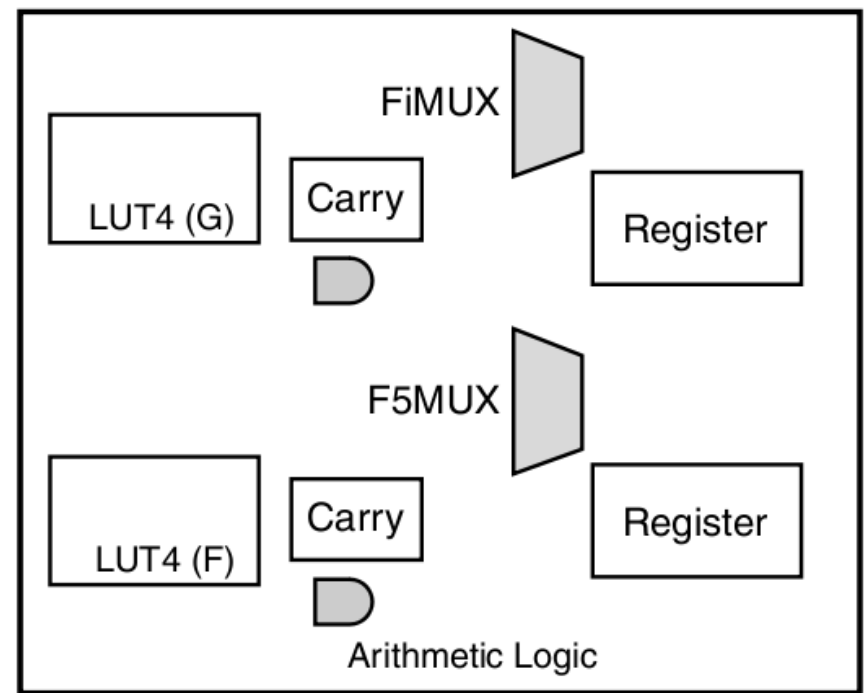 FiMUX
Carry
LUT4 (G)
Register
F5MUX
Carry
Register
LUT4 (F)
Arithmetic Logic